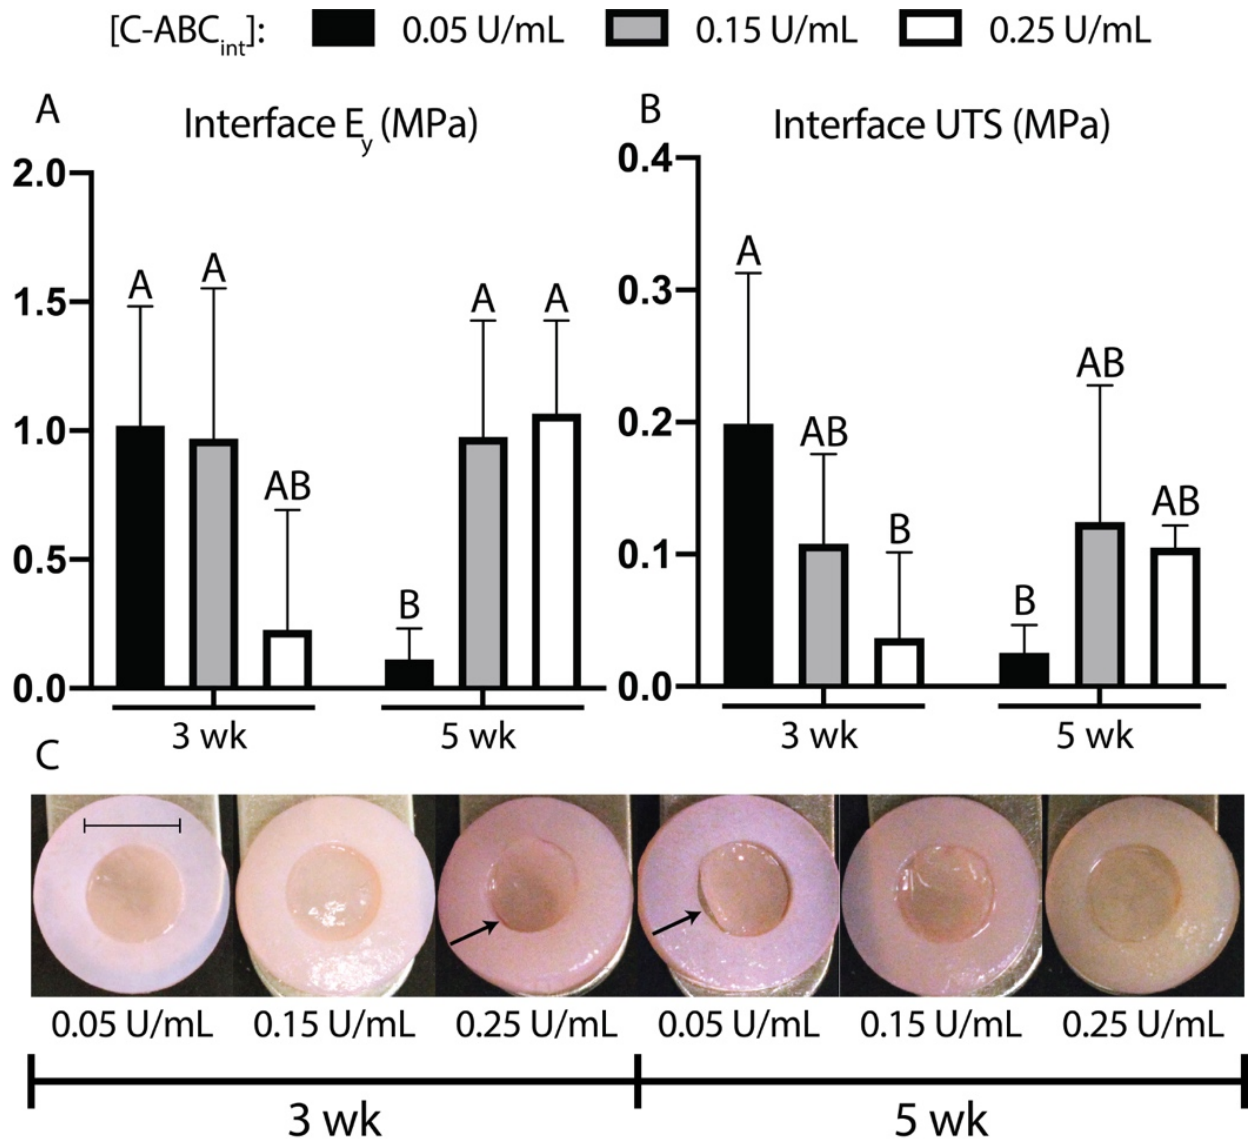 [C-ABCint]: 0.05 U/mL 0.15 U/mL 0.25 U/mL
A Interface Ey (MPa)
2.0
1.5
1.0
0.5
0.0
A A AB B A A
3 wk 5 wk
B Interface UTS (MPa)
0.4
0.3
0.2
0.1
0.0
A AB B B AB AB
3 wk 5 wk
C
0.05 U/mL 0.15 U/mL 0.25 U/mL 0.05 U/mL 0.15 U/mL 0.25 U/mL
3 wk 5 wk